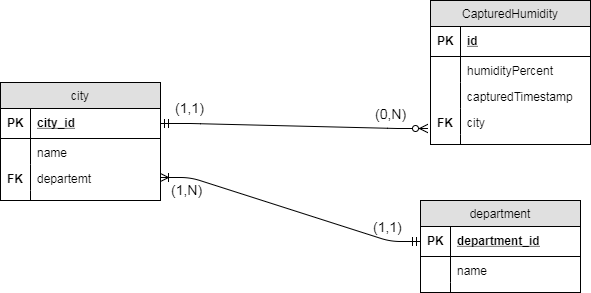 CapturedHumidity
PK id
humidityPercent
capturedTimestamp
FK city
city
PK city_id
name
FK departemt
(1,1)
(0,N)
(1,N)
(1,1)
department
PK department_id
name